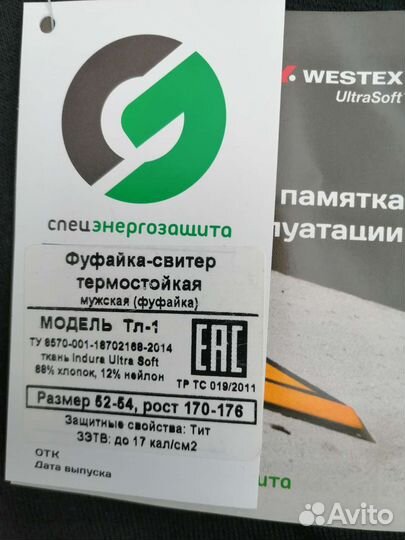 WESTEX
UltraSoft
памятка
луатации
спецэнергозащита
Фуфайка-свитер
термостойкая
мужская (фуфайка)
МОДЕЛЬ Тл-1
ТУ 8570-001-18702168-2014
ткань Indura Ultra Soft
88% хлопок, 12% нейлон
EAC
ТР ТС 019/2011
Размер 52-54, рост 170-176
Защитные свойства: Тит
ЗЭТВ: до 17 кал/см2
ОТК
Дата выпуска
щита
Avito